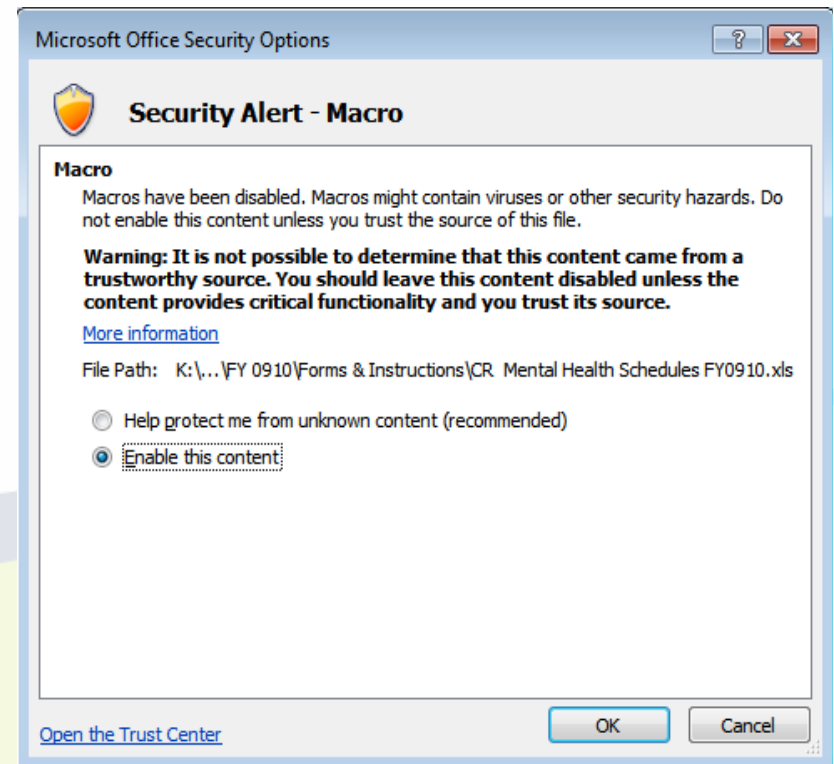 Microsoft Office Security Options
?
Security Alert - Macro
Macro
Macros have been disabled. Macros might contain viruses or other security hazards. Do
not enable this content unless you trust the source of this file.
Warning: It is not possible to determine that this content came from a
trustworthy source. You should leave this content disabled unless the
content provides critical functionality and you trust its source.
More information
File Path: K:\...\FY 0910\Forms & Instructions\CR Mental Health Schedules FY0910.xls
Help protect me from unknown content (recommended)
Enable this content
Open the Trust Center
OK
Cancel